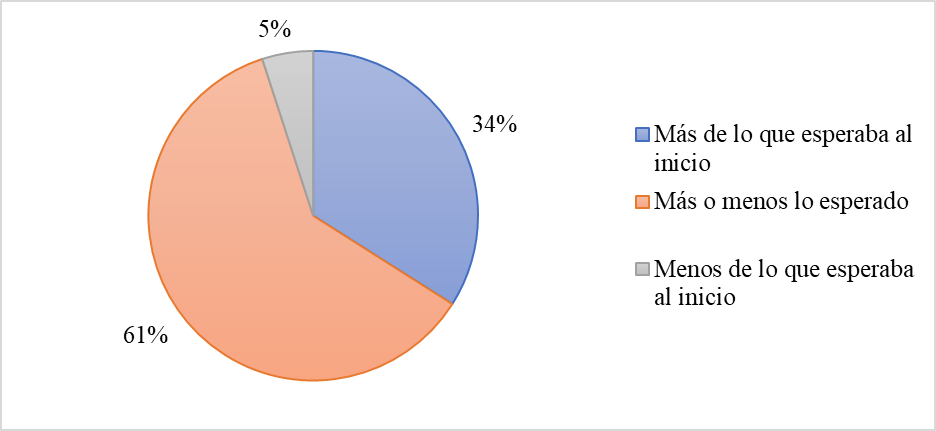 5%
34%
61%
Más de lo que esperaba al
inicio
Más o menos lo esperado
Menos de lo que esperaba
al inicio